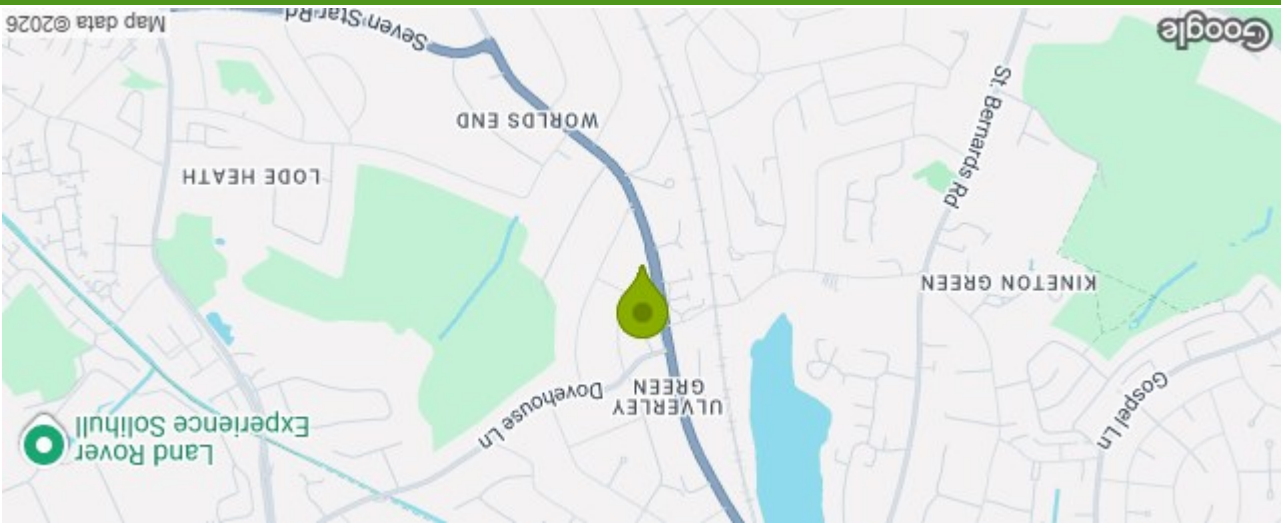 Land Rover
Experience Solihull
Gospel Ln
ULVERLEY
GREEN
Dovehouse Ln
KINETON GREEN
LODE HEATH
St. Bernards Rd
WORLDS END
Seven Star Rd
Google
Map data ©2026